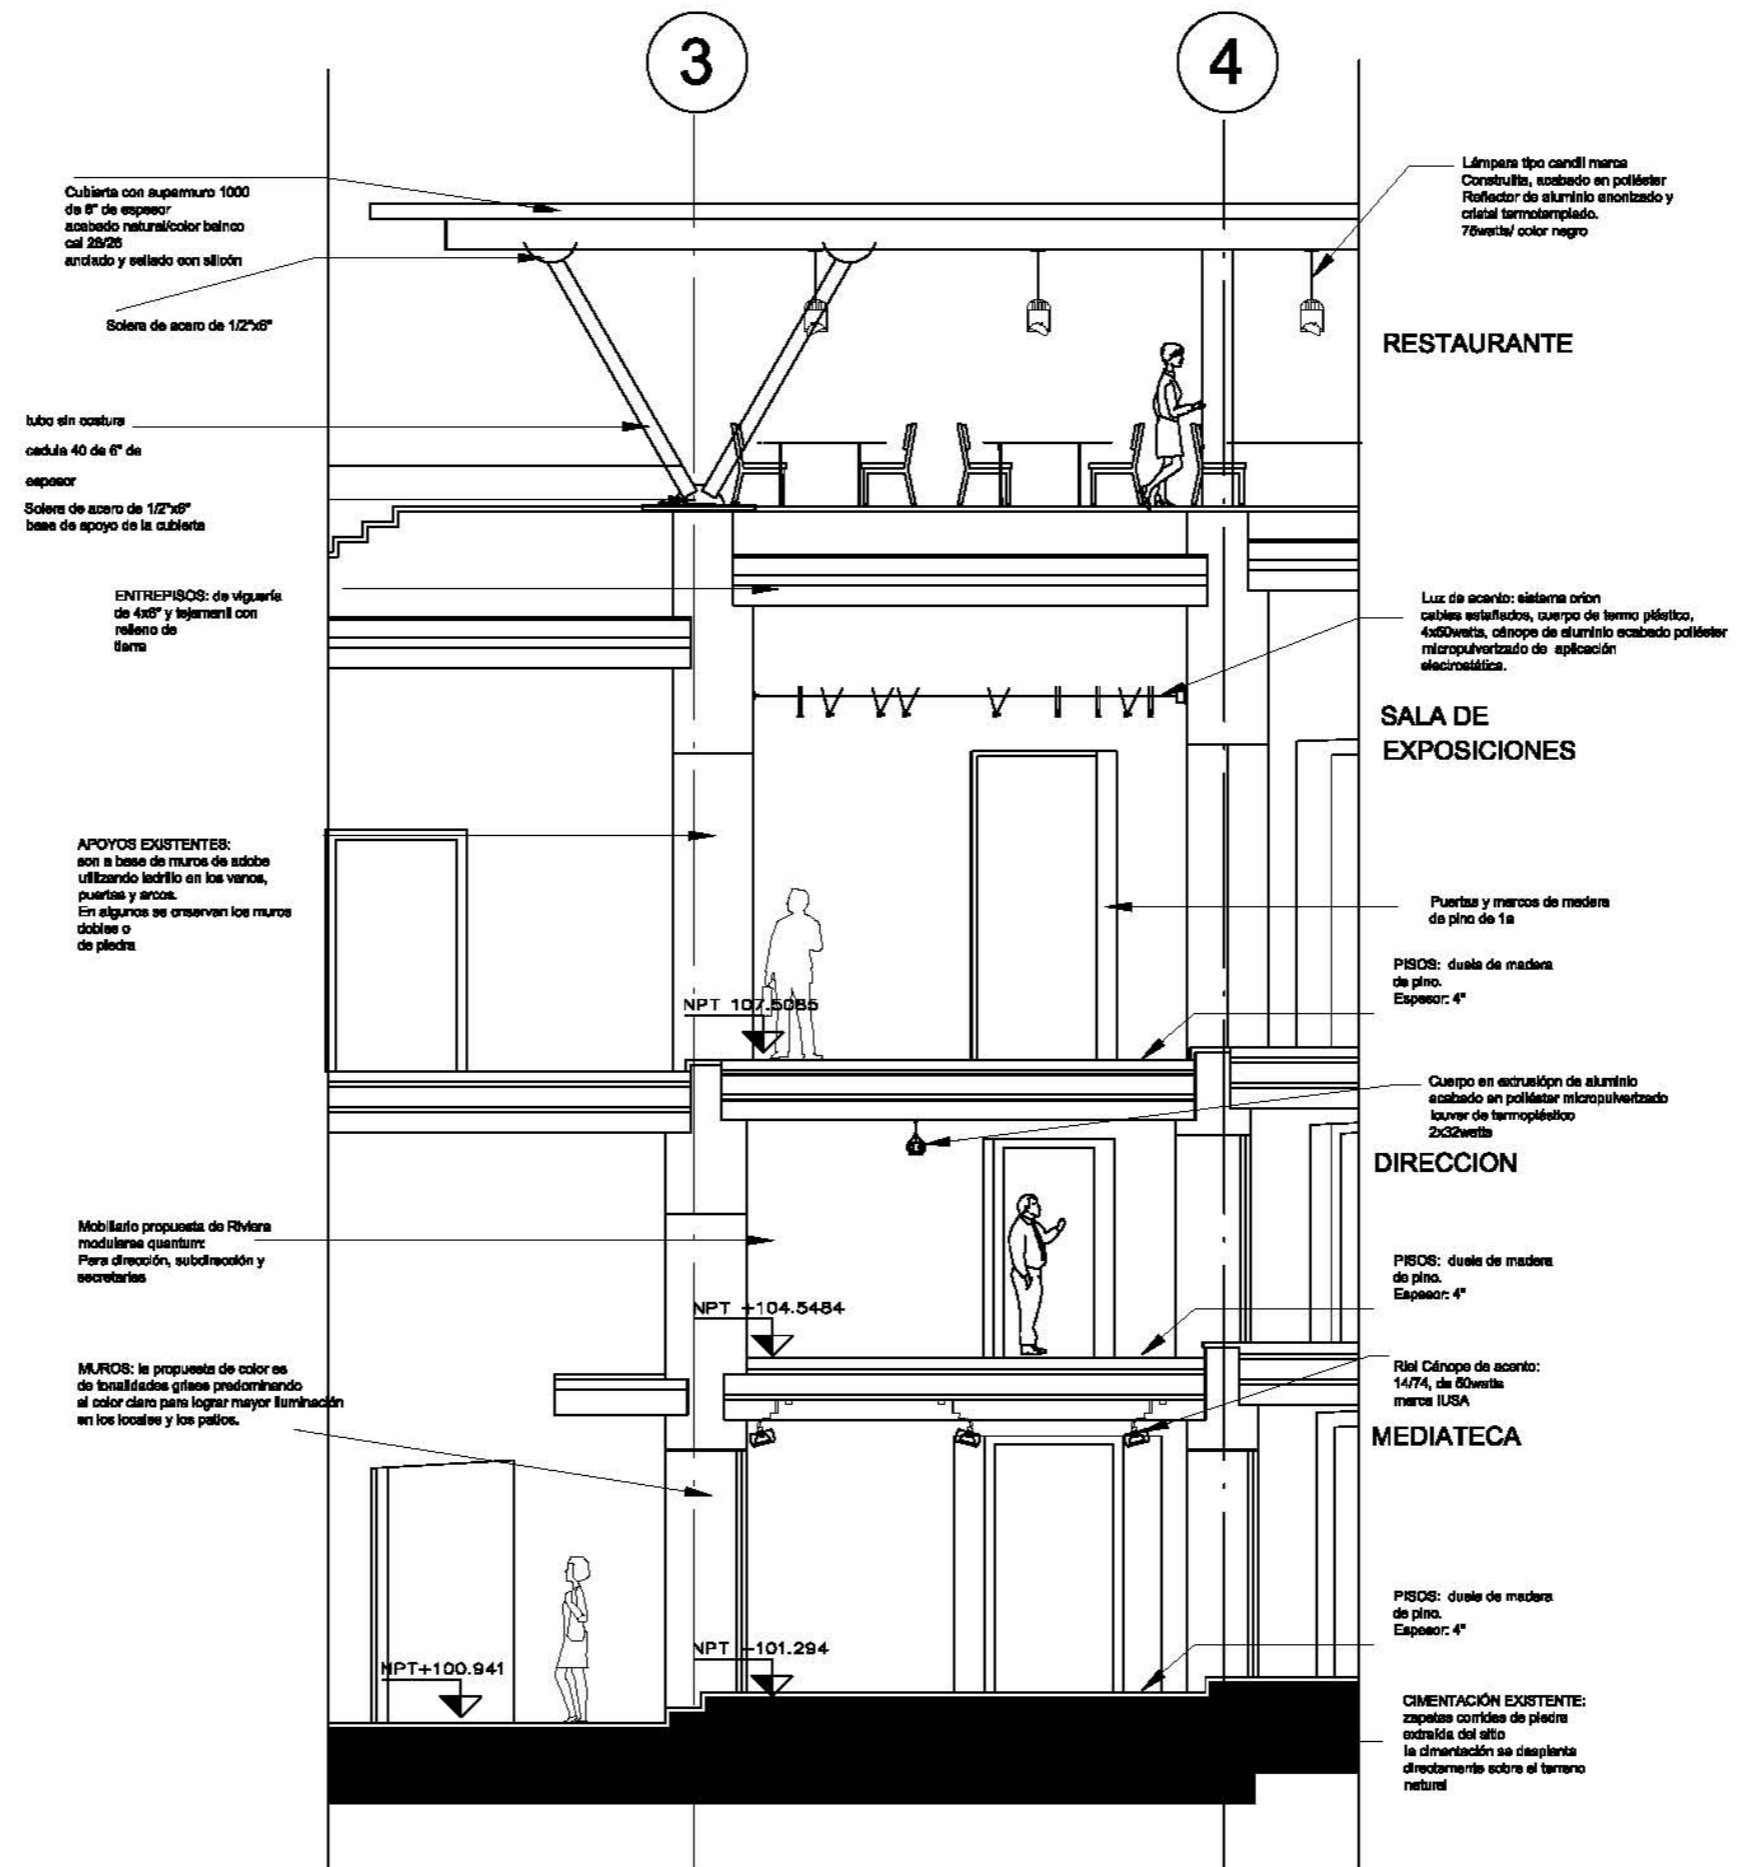 3
4
Cubierta con supermuro 1000
de 6" de espesor
acabado natural/color balnco
cal 28/26
anclado y sellado con silicón
Solera de acero de 1/2"x6"
tubo sin costura
cedula 40 de 6" de
espesor
Solera de acero de 1/2"x6"
base de apoyo de la cubierta
ENTREPISOS: de viguería
de 4x6" y tejamenil con
relleno de
tierra
APOYOS EXISTENTES:
son a base de muros de adobe
utilizando ladrillo en los vanos,
puertas y arcos.
En algunos se cnservan los muros
dobles o
de piedra
Mobiliario propuesta de Riviera
modulares quantum:
Para dirección, subdirección y
secretarias
MUROS: la propuesta de color es
de tonalidades grises predominando
el color claro para lograr mayor iluminación
en los locales y los patios.
NPT 107.5085
NPT +104.5484
NPT +101.294
NPT+100.941
Lámpara tipo candil marca
Construlita, acabado en poliéster
Reflector de aluminio anonizado y
cristal termotemplado.
75watts/ color negro
RESTAURANTE
Luz de acento: sistema orion
cables estañados, cuerpo de termo plástico,
4x50watts, cánope de aluminio acabado poliéster
micropulverizado de aplicación
electrostática.
SALA DE
EXPOSICIONES
Puertas y marcos de madera
de pino de 1a
PISOS: duela de madera
de pino.
Espesor: 4"
Cuerpo en extrusiópn de aluminio
acabado en poliéster micropulverizado
louver de termoplástico
2x32watts
DIRECCION
PISOS: duela de madera
de pino.
Espesor: 4"
Riel Cánope de acento:
14/74, de 50watts
marca IUSA
MEDIATECA
PISOS: duela de madera
de pino.
Espesor: 4"
CIMENTACIÓN EXISTENTE:
zapatas corridas de piedra
extraída del sitio
la cimentación se desplanta
directamente sobre el terreno
natural